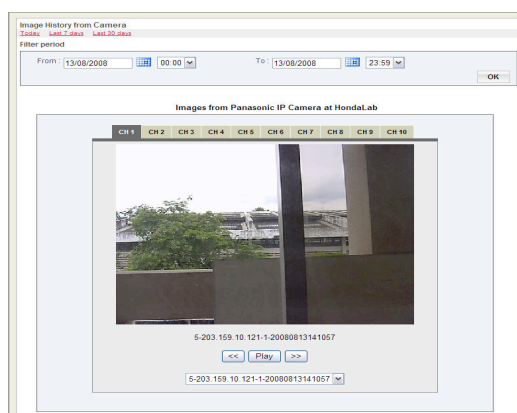 Image History from Camera
Today Last 7 days Last 30 days
Filter period
From : 13/08/2008 00:00 To : 13/08/2008 23:59
OK
Images from Panasonic IP Camera at HondaLab
CH 1 CH 2 CH 3 CH 4 CH 5 CH 6 CH 7 CH 8 CH 9 CH 10
5-203.159.10.121-1-20080813141057
<< Play >>
5-203.159.10.121-1-20080813141057